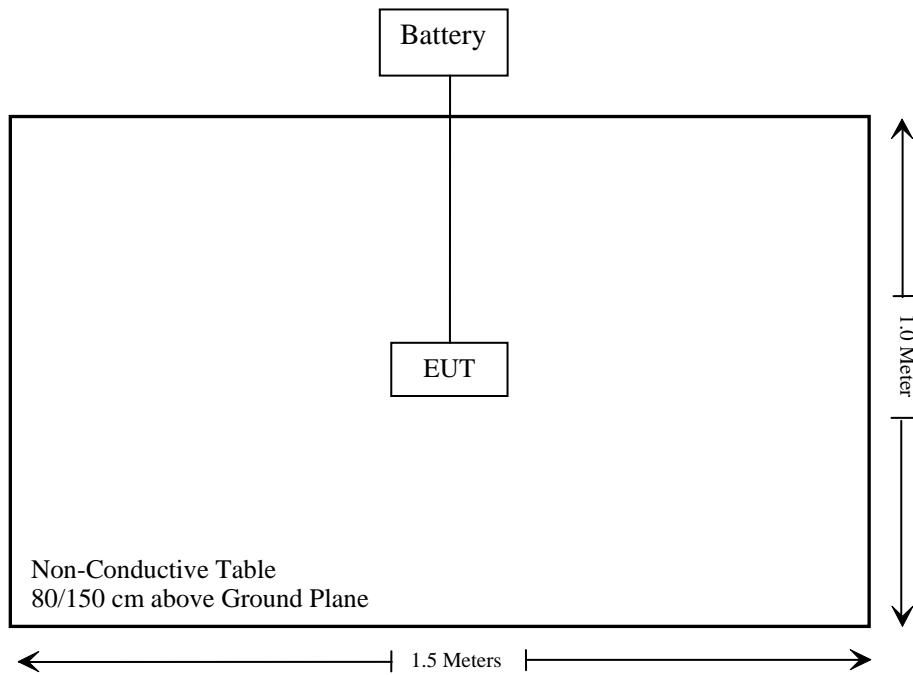 Battery
EUT
1.0 Meter
Non-Conductive Table
80/150 cm above Ground Plane
1.5 Meters